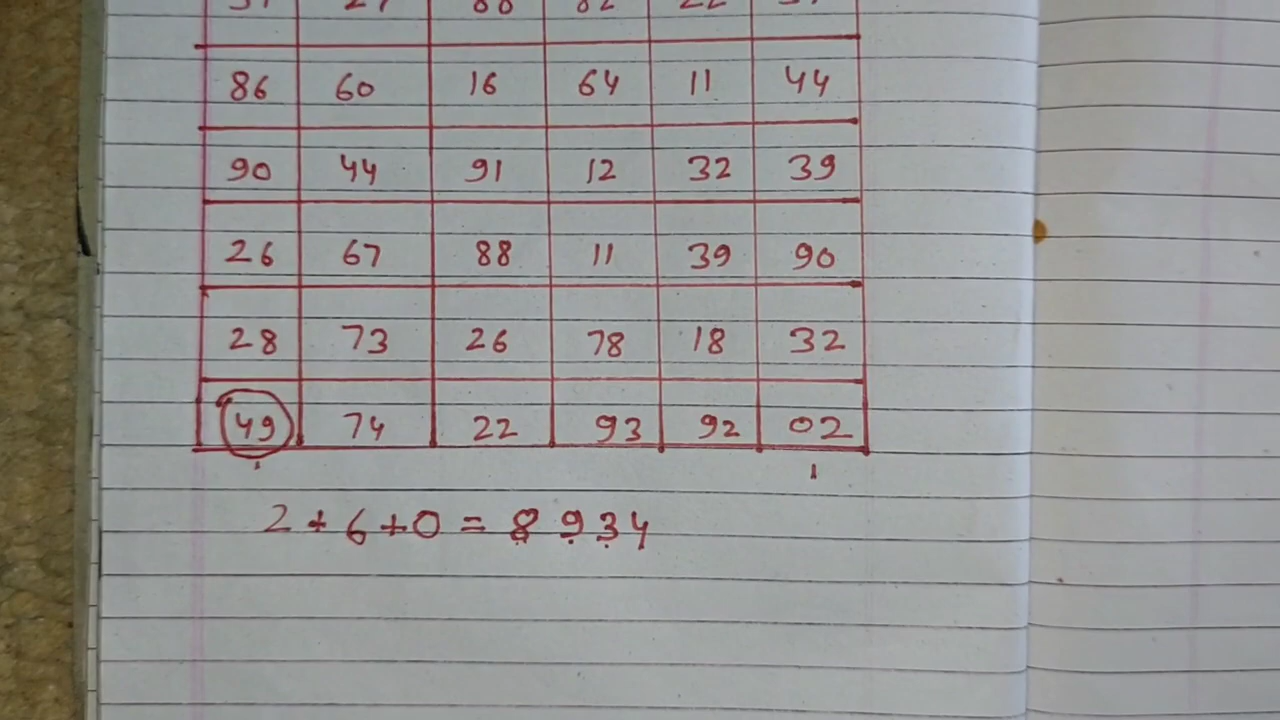 86 60 16 64 11 44
90 44 91 12 32 39
26 67 88 11 39 90
28 73 26 78 18 32
49 74 22 93 92 02
2+6+0 = 8934